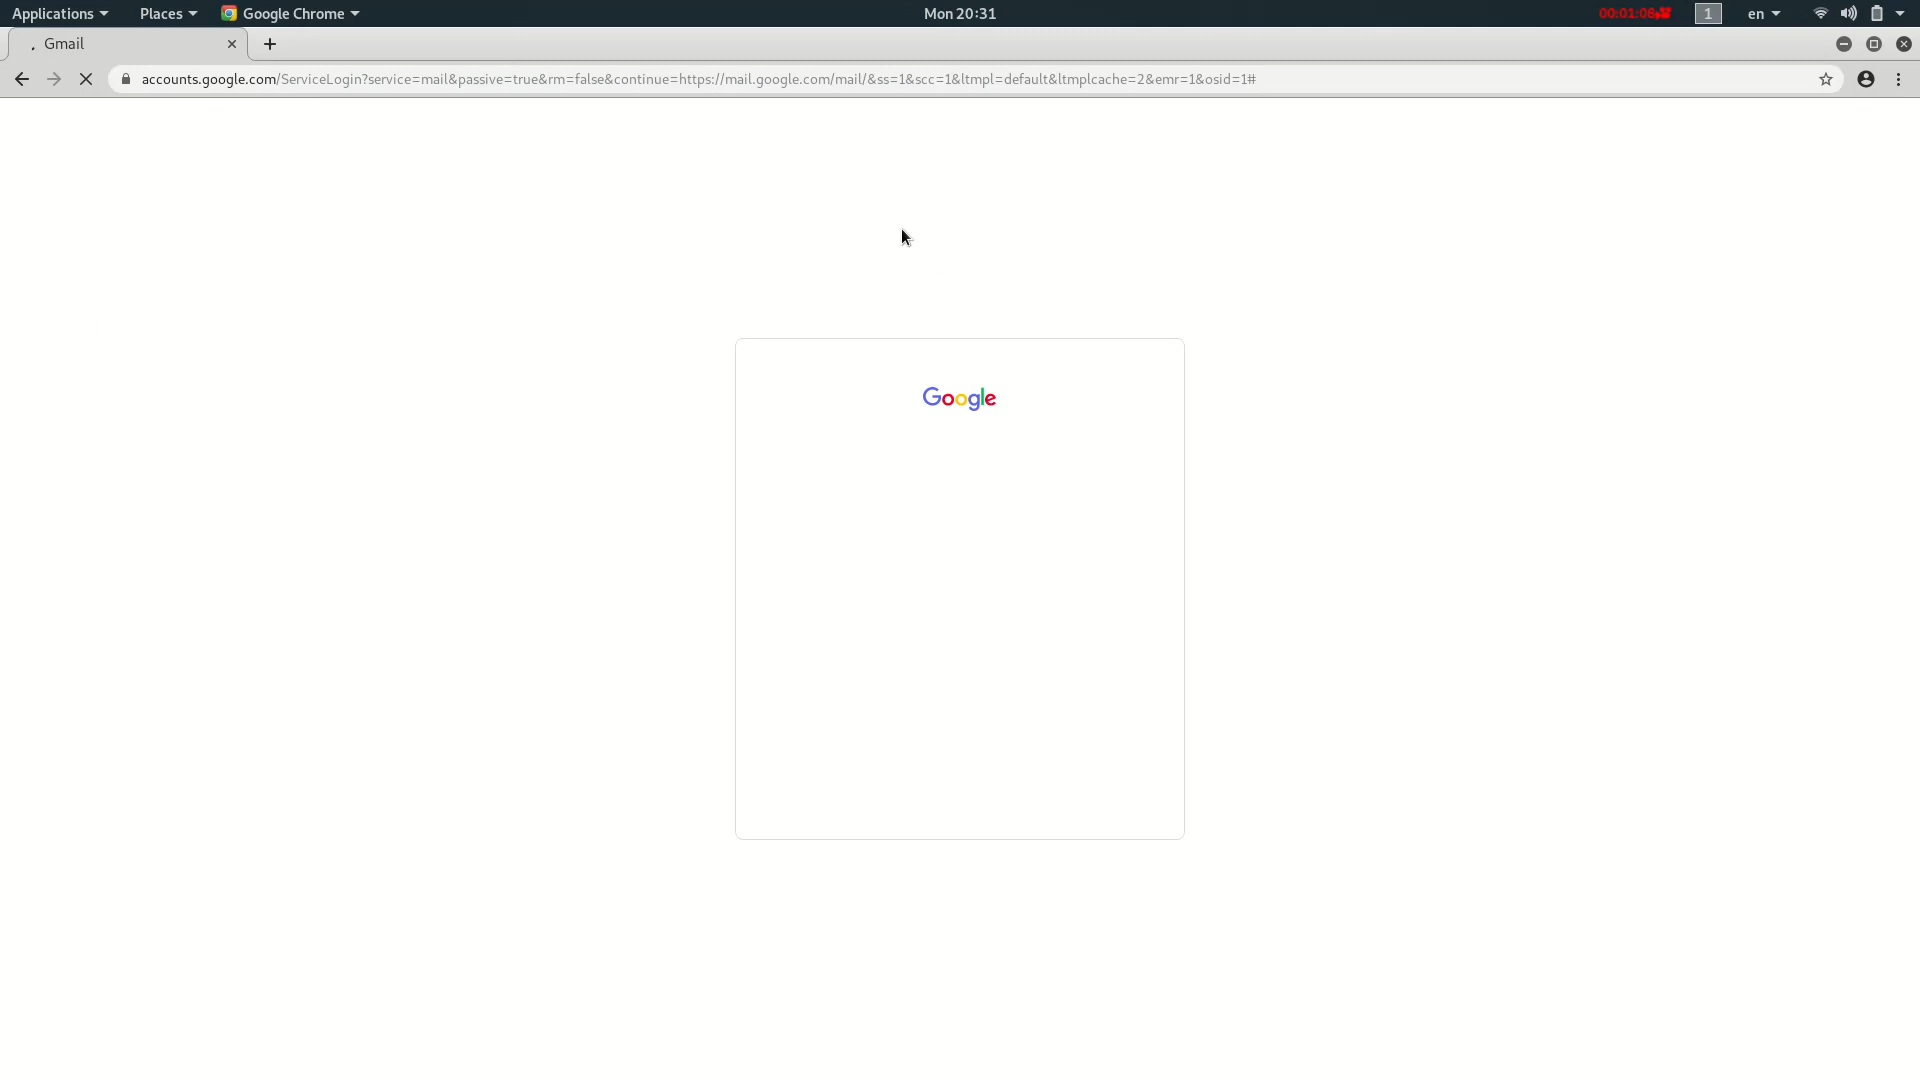 Applications Places Google Chrome Mon 20:31 1 en
Gmail
accounts.google.com/ServiceLogin?service=mail&passive=true&rm=false&continue=https://mail.google.com/mail/&ss=1&scc=1&ltmpl=default&ltmplcache=2&emr=1&osid=1#
Google